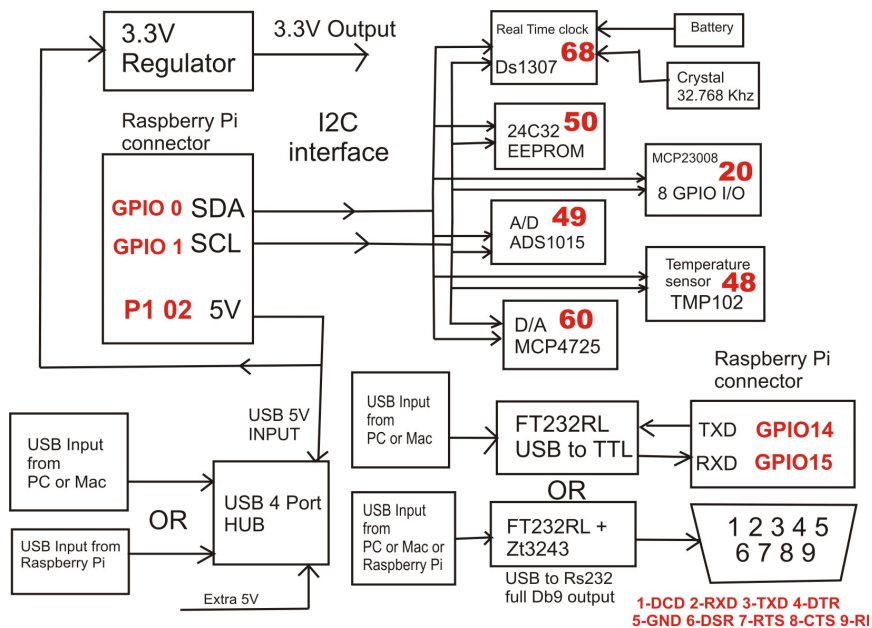 3.3V
Regulator
3.3V Output
Real Time clock
Ds1307 68
Battery
Crystal
32.768 Khz
Raspberry Pi
connector
I2C
interface
24C32 50
EEPROM
MCP23008
20
8 GPIO I/O
GPIO 0 SDA
GPIO 1 SCL
P1 02 5V
A/D 49
ADS1015
Temperature
sensor 48
TMP102
D/A 60
MCP4725
USB 5V
INPUT
USB Input
from
PC or Mac
OR
USB Input from
Raspberry Pi
USB 4 Port
HUB
Extra 5V
USB Input
from
PC or Mac
FT232RL
USB to TTL
Raspberry Pi
connector
TXD GPIO14
RXD GPIO15
OR
USB Input
from
PC or Mac or
Raspberry Pi
FT232RL +
Zt3243
USB to Rs232
full Db9 output
1 2 3 4 5
6 7 8 9
1-DCD 2-RXD 3-TXD 4-DTR
5-GND 6-DSR 7-RTS 8-CTS 9-RI